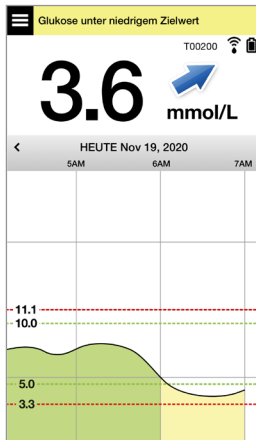 Glukose unter niedrigem Zielwert
T00200
3.6
mmol/L
HEUTE Nov 19, 2020
5AM 6AM 7AM
11.1
10.0
5.0
3.3